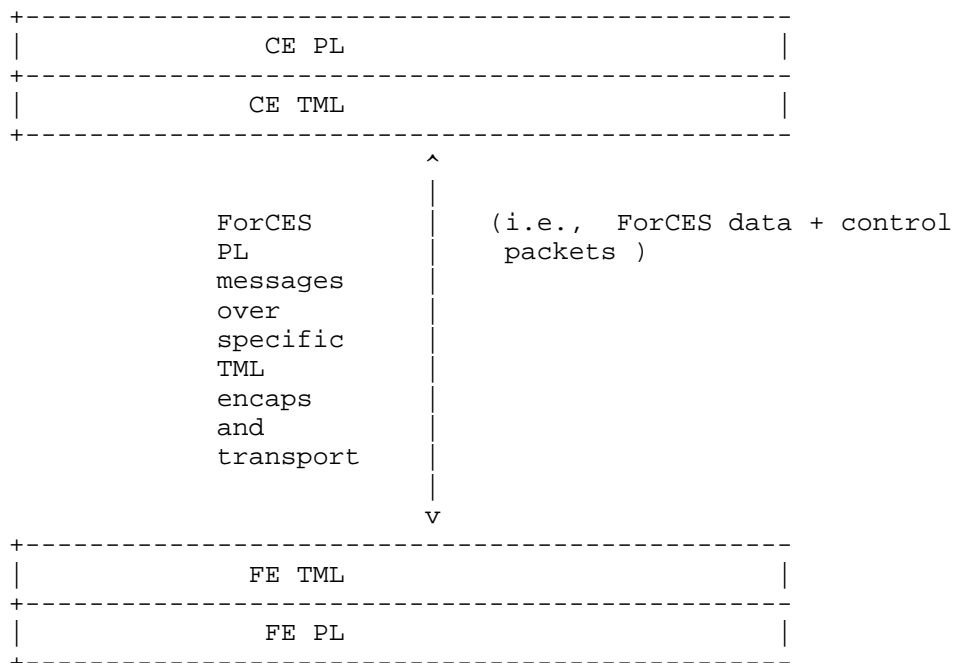 CE PL
CE TML
ForCES (i.e., ForCES data + control
PL packets )
messages
over
specific
TML
encaps
and
transport
FE TML
FE PL